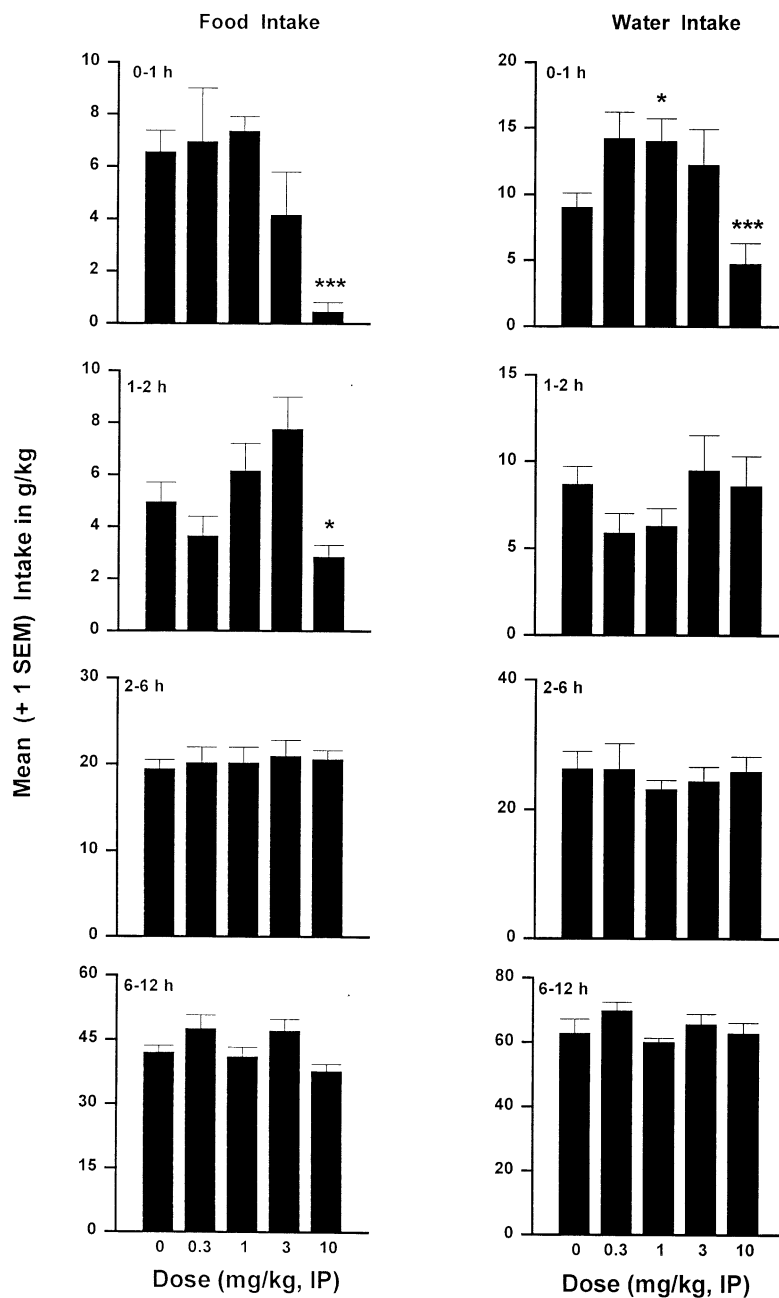 Food Intake
Water Intake
Mean (+ 1 SEM) Intake in g/kg
0-1 h
10
8
6
4
2
0
***
0-1 h
20
15
10
5
0
*
***
1-2 h
10
8
6
4
2
0
*
1-2 h
15
10
5
0
2-6 h
30
20
10
0
2-6 h
40
20
0
6-12 h
60
45
30
15
0
0 0.3 1 3 10
Dose (mg/kg, IP)
6-12 h
80
60
40
20
0
0 0.3 1 3 10
Dose (mg/kg, IP)